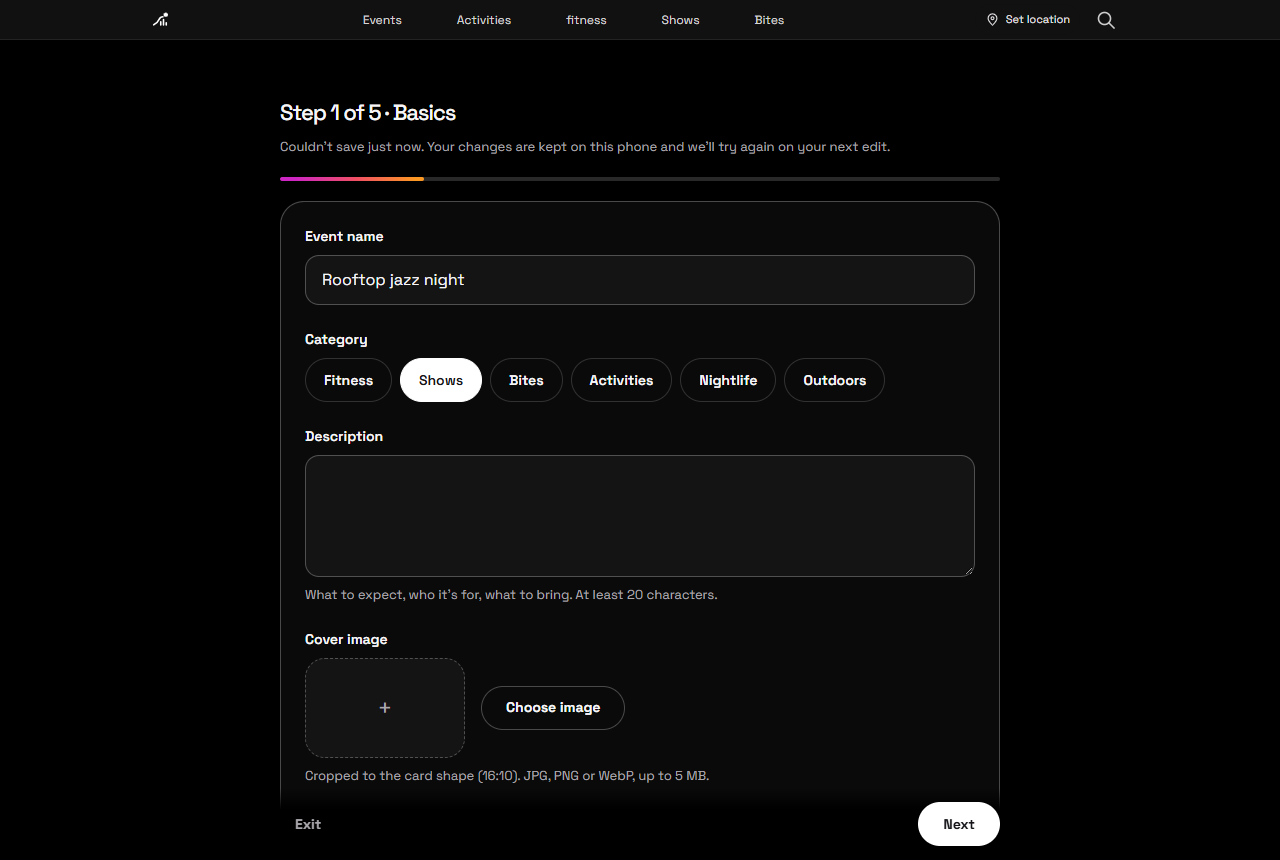 Events Activities fitness Shows Bites Set location
Step 1 of 5 · Basics
Couldn't save just now. Your changes are kept on this phone and we'll try again on your next edit.
Event name
Rooftop jazz night
Category
Fitness Shows Bites Activities Nightlife Outdoors
Description
What to expect, who it's for, what to bring. At least 20 characters.
Cover image
+ Choose image
Cropped to the card shape (16:10). JPG, PNG or WebP, up to 5 MB.
Exit Next